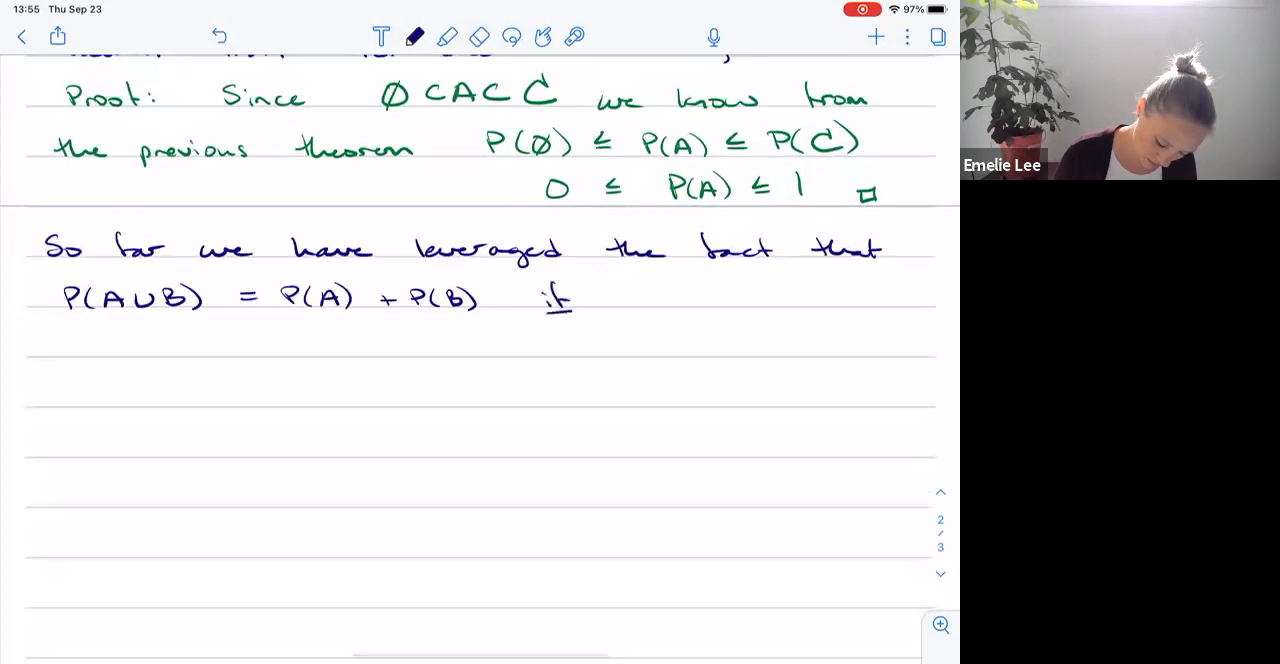 13:55 Thu Sep 23
97%
Proof: Since ∅ ⊂ A ⊂ C we know from
the previous theorem P(∅) ≤ P(A) ≤ P(C)
0 ≤ P(A) ≤ 1 □
So far we have leveraged the fact that
P(A∪B) = P(A) + P(B) if
2
/
3
Emelie Lee